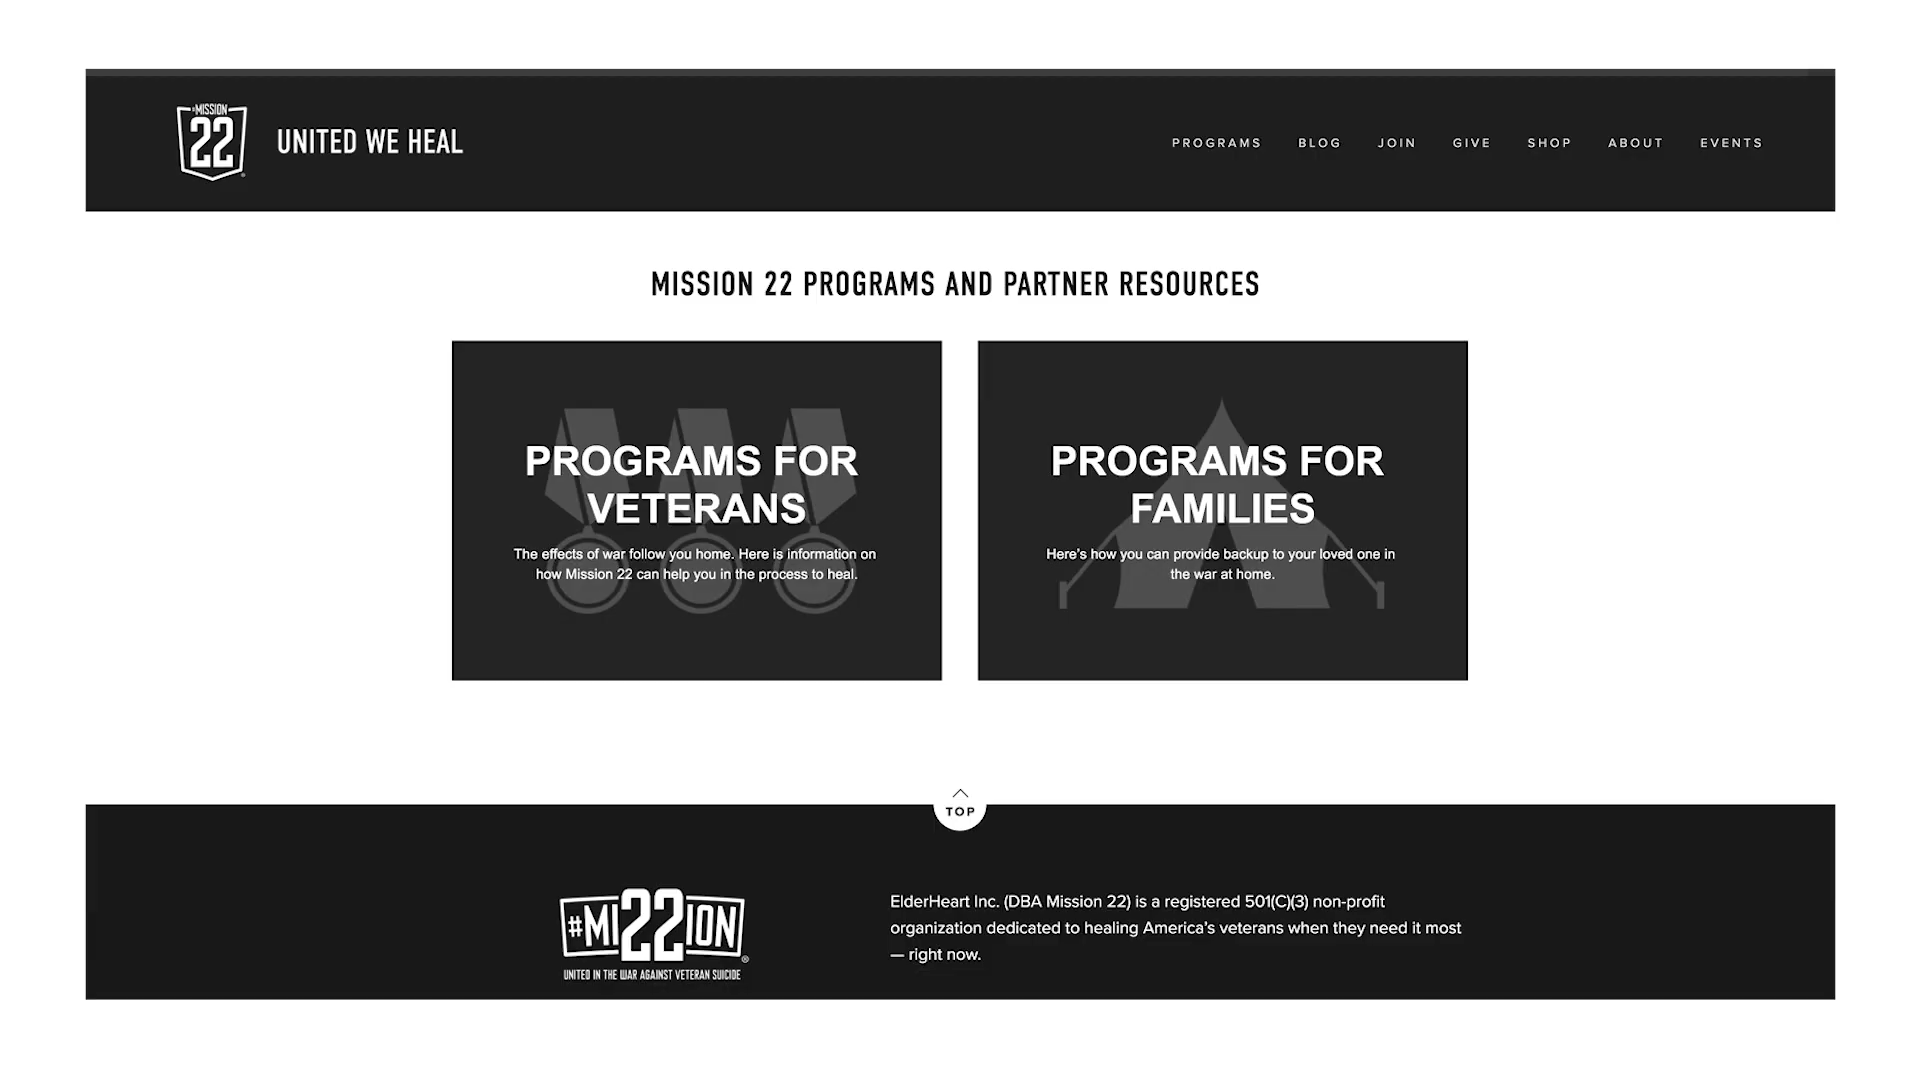 #MISSION
22
UNITED WE HEAL
PROGRAMS BLOG JOIN GIVE SHOP ABOUT EVENTS
MISSION 22 PROGRAMS AND PARTNER RESOURCES
PROGRAMS FOR
VETERANS
The effects of war follow you home. Here is information on
how Mission 22 can help you in the process to heal.
PROGRAMS FOR
FAMILIES
Here’s how you can provide backup to your loved one in
the war at home.
TOP
#MI22ION®
UNITED IN THE WAR AGAINST VETERAN SUICIDE
ElderHeart Inc. (DBA Mission 22) is a registered 501(C)(3) non-profit
organization dedicated to healing America’s veterans when they need it most
— right now.